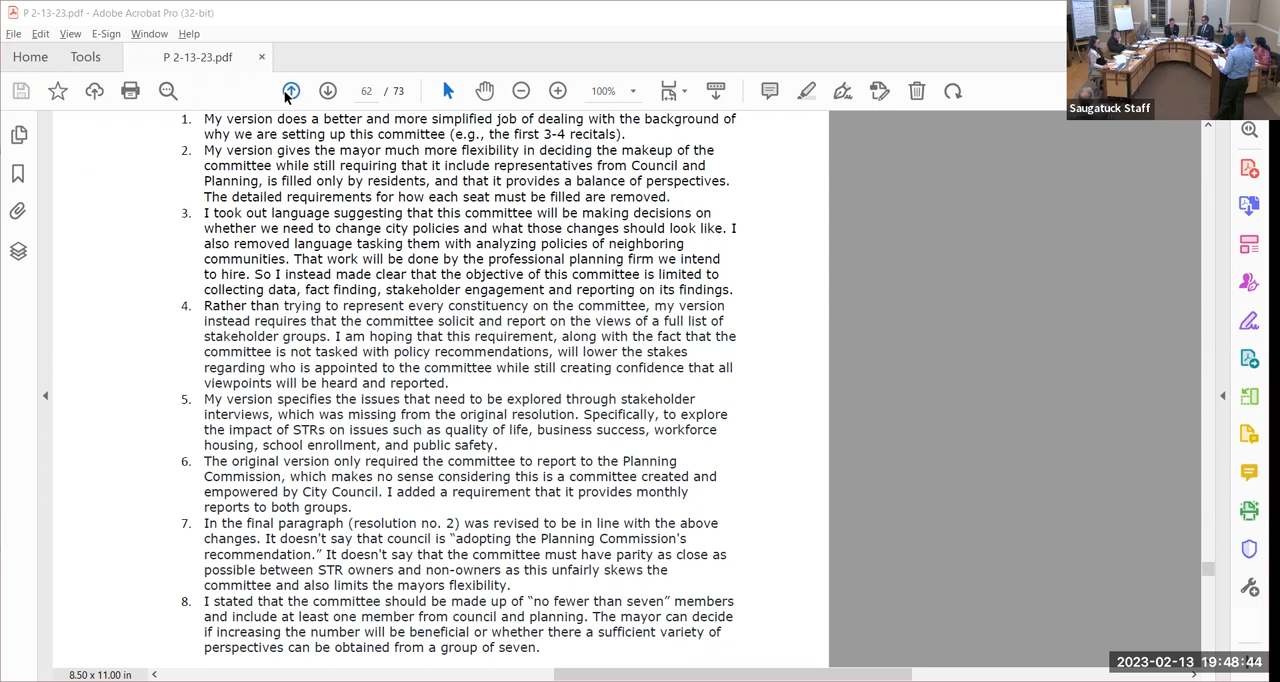 P 2-13-23.pdf - Adobe Acrobat Pro (32-bit)
File Edit View E-Sign Window Help
Home Tools P 2-13-23.pdf ×
62 / 73 100%
Saugatuck Staff
1. My version does a better and more simplified job of dealing with the background of
why we are setting up this committee (e.g., the first 3-4 recitals).
2. My version gives the mayor much more flexibility in deciding the makeup of the
committee while still requiring that it include representatives from Council and
Planning, is filled only by residents, and that it provides a balance of perspectives.
The detailed requirements for how each seat must be filled are removed.
3. I took out language suggesting that this committee will be making decisions on
whether we need to change city policies and what those changes should look like. I
also removed language tasking them with analyzing policies of neighboring
communities. That work will be done by the professional planning firm we intend
to hire. So I instead made clear that the objective of this committee is limited to
collecting data, fact finding, stakeholder engagement and reporting on its findings.
4. Rather than trying to represent every constituency on the committee, my version
instead requires that the committee solicit and report on the views of a full list of
stakeholder groups. I am hoping that this requirement, along with the fact that the
committee is not tasked with policy recommendations, will lower the stakes
regarding who is appointed to the committee while still creating confidence that all
viewpoints will be heard and reported.
5. My version specifies the issues that need to be explored through stakeholder
interviews, which was missing from the original resolution. Specifically, to explore
the impact of STRs on issues such as quality of life, business success, workforce
housing, school enrollment, and public safety.
6. The original version only required the committee to report to the Planning
Commission, which makes no sense considering this is a committee created and
empowered by City Council. I added a requirement that it provides monthly
reports to both groups.
7. In the final paragraph (resolution no. 2) was revised to be in line with the above
changes. It doesn't say that council is “adopting the Planning Commission's
recommendation.” It doesn't say that the committee must have parity as close as
possible between STR owners and non-owners as this unfairly skews the
committee and also limits the mayors flexibility.
8. I stated that the committee should be made up of “no fewer than seven” members
and include at least one member from council and planning. The mayor can decide
if increasing the number will be beneficial or whether there a sufficient variety of
perspectives can be obtained from a group of seven.
2023-02-13 19:48:44
8.50 x 11.00 in